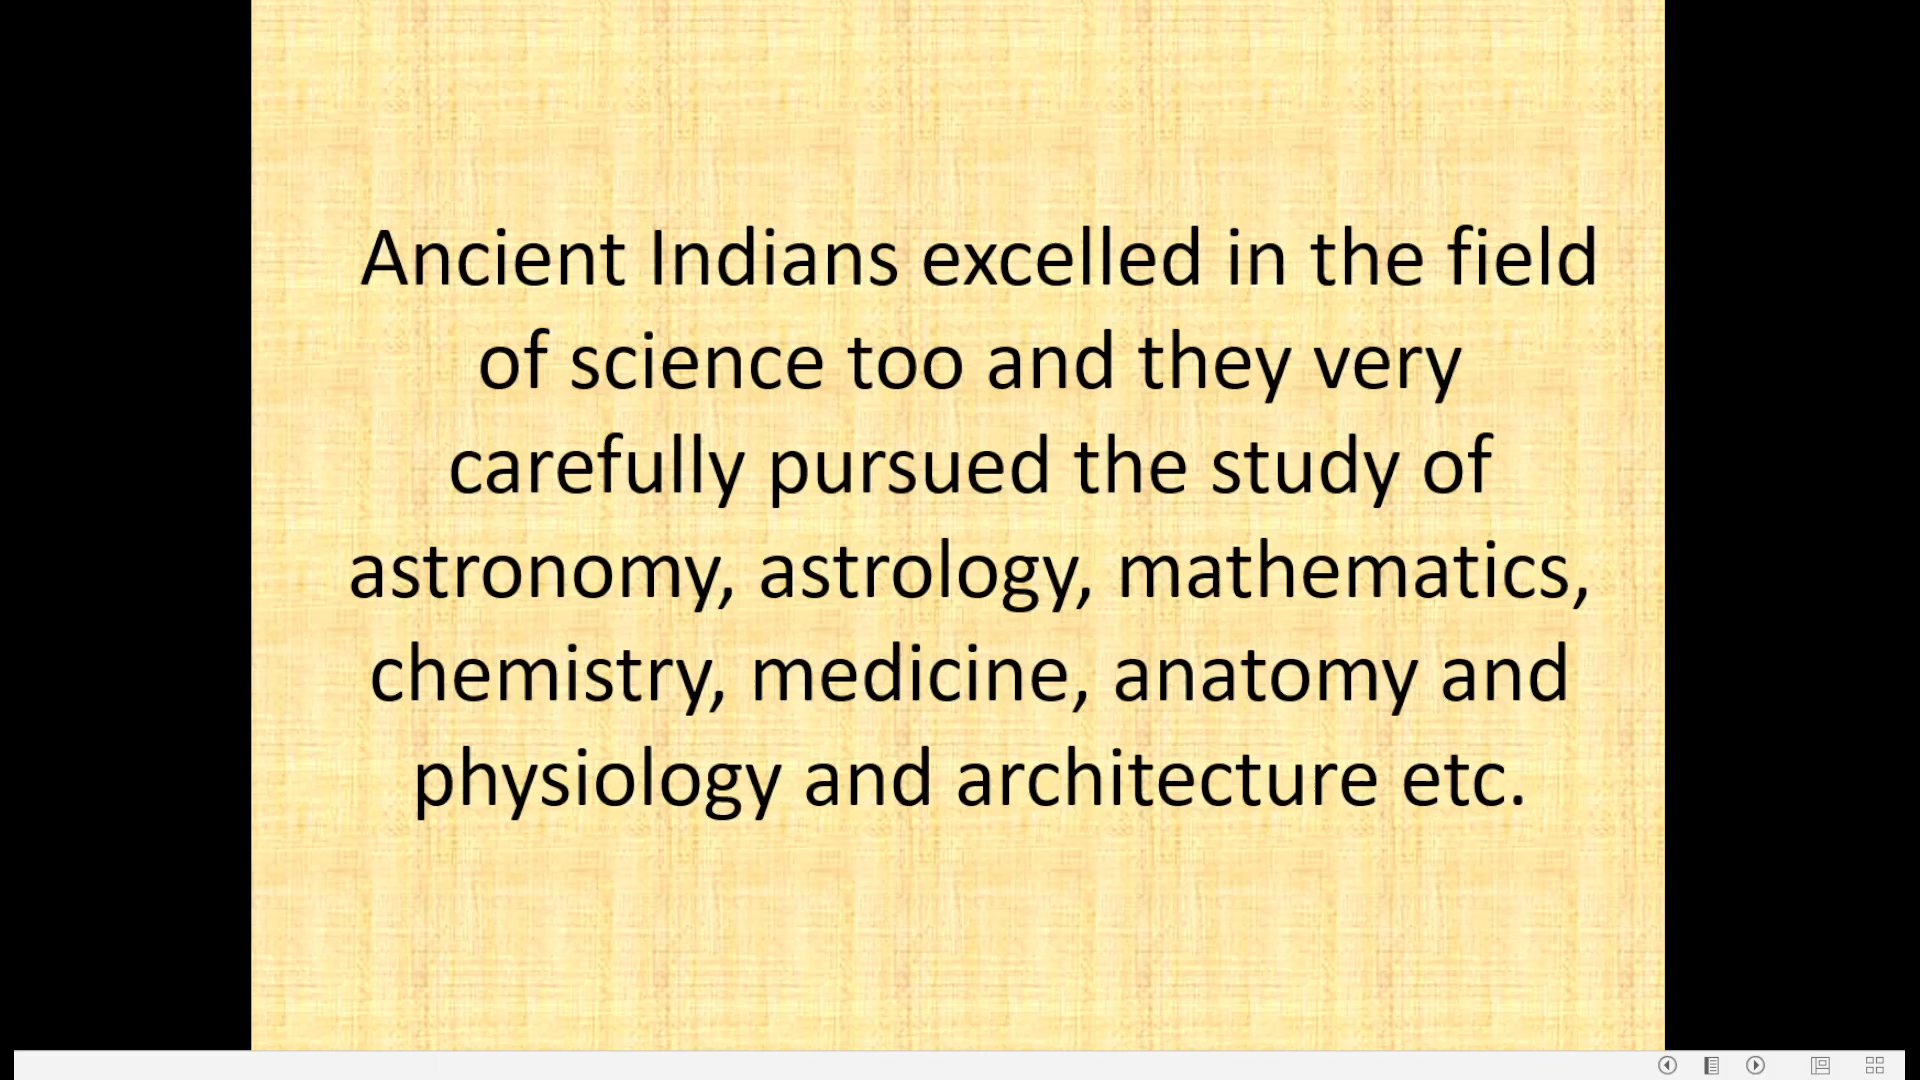 Ancient Indians excelled in the field
of science too and they very
carefully pursued the study of
astronomy, astrology, mathematics,
chemistry, medicine, anatomy and
physiology and architecture etc.